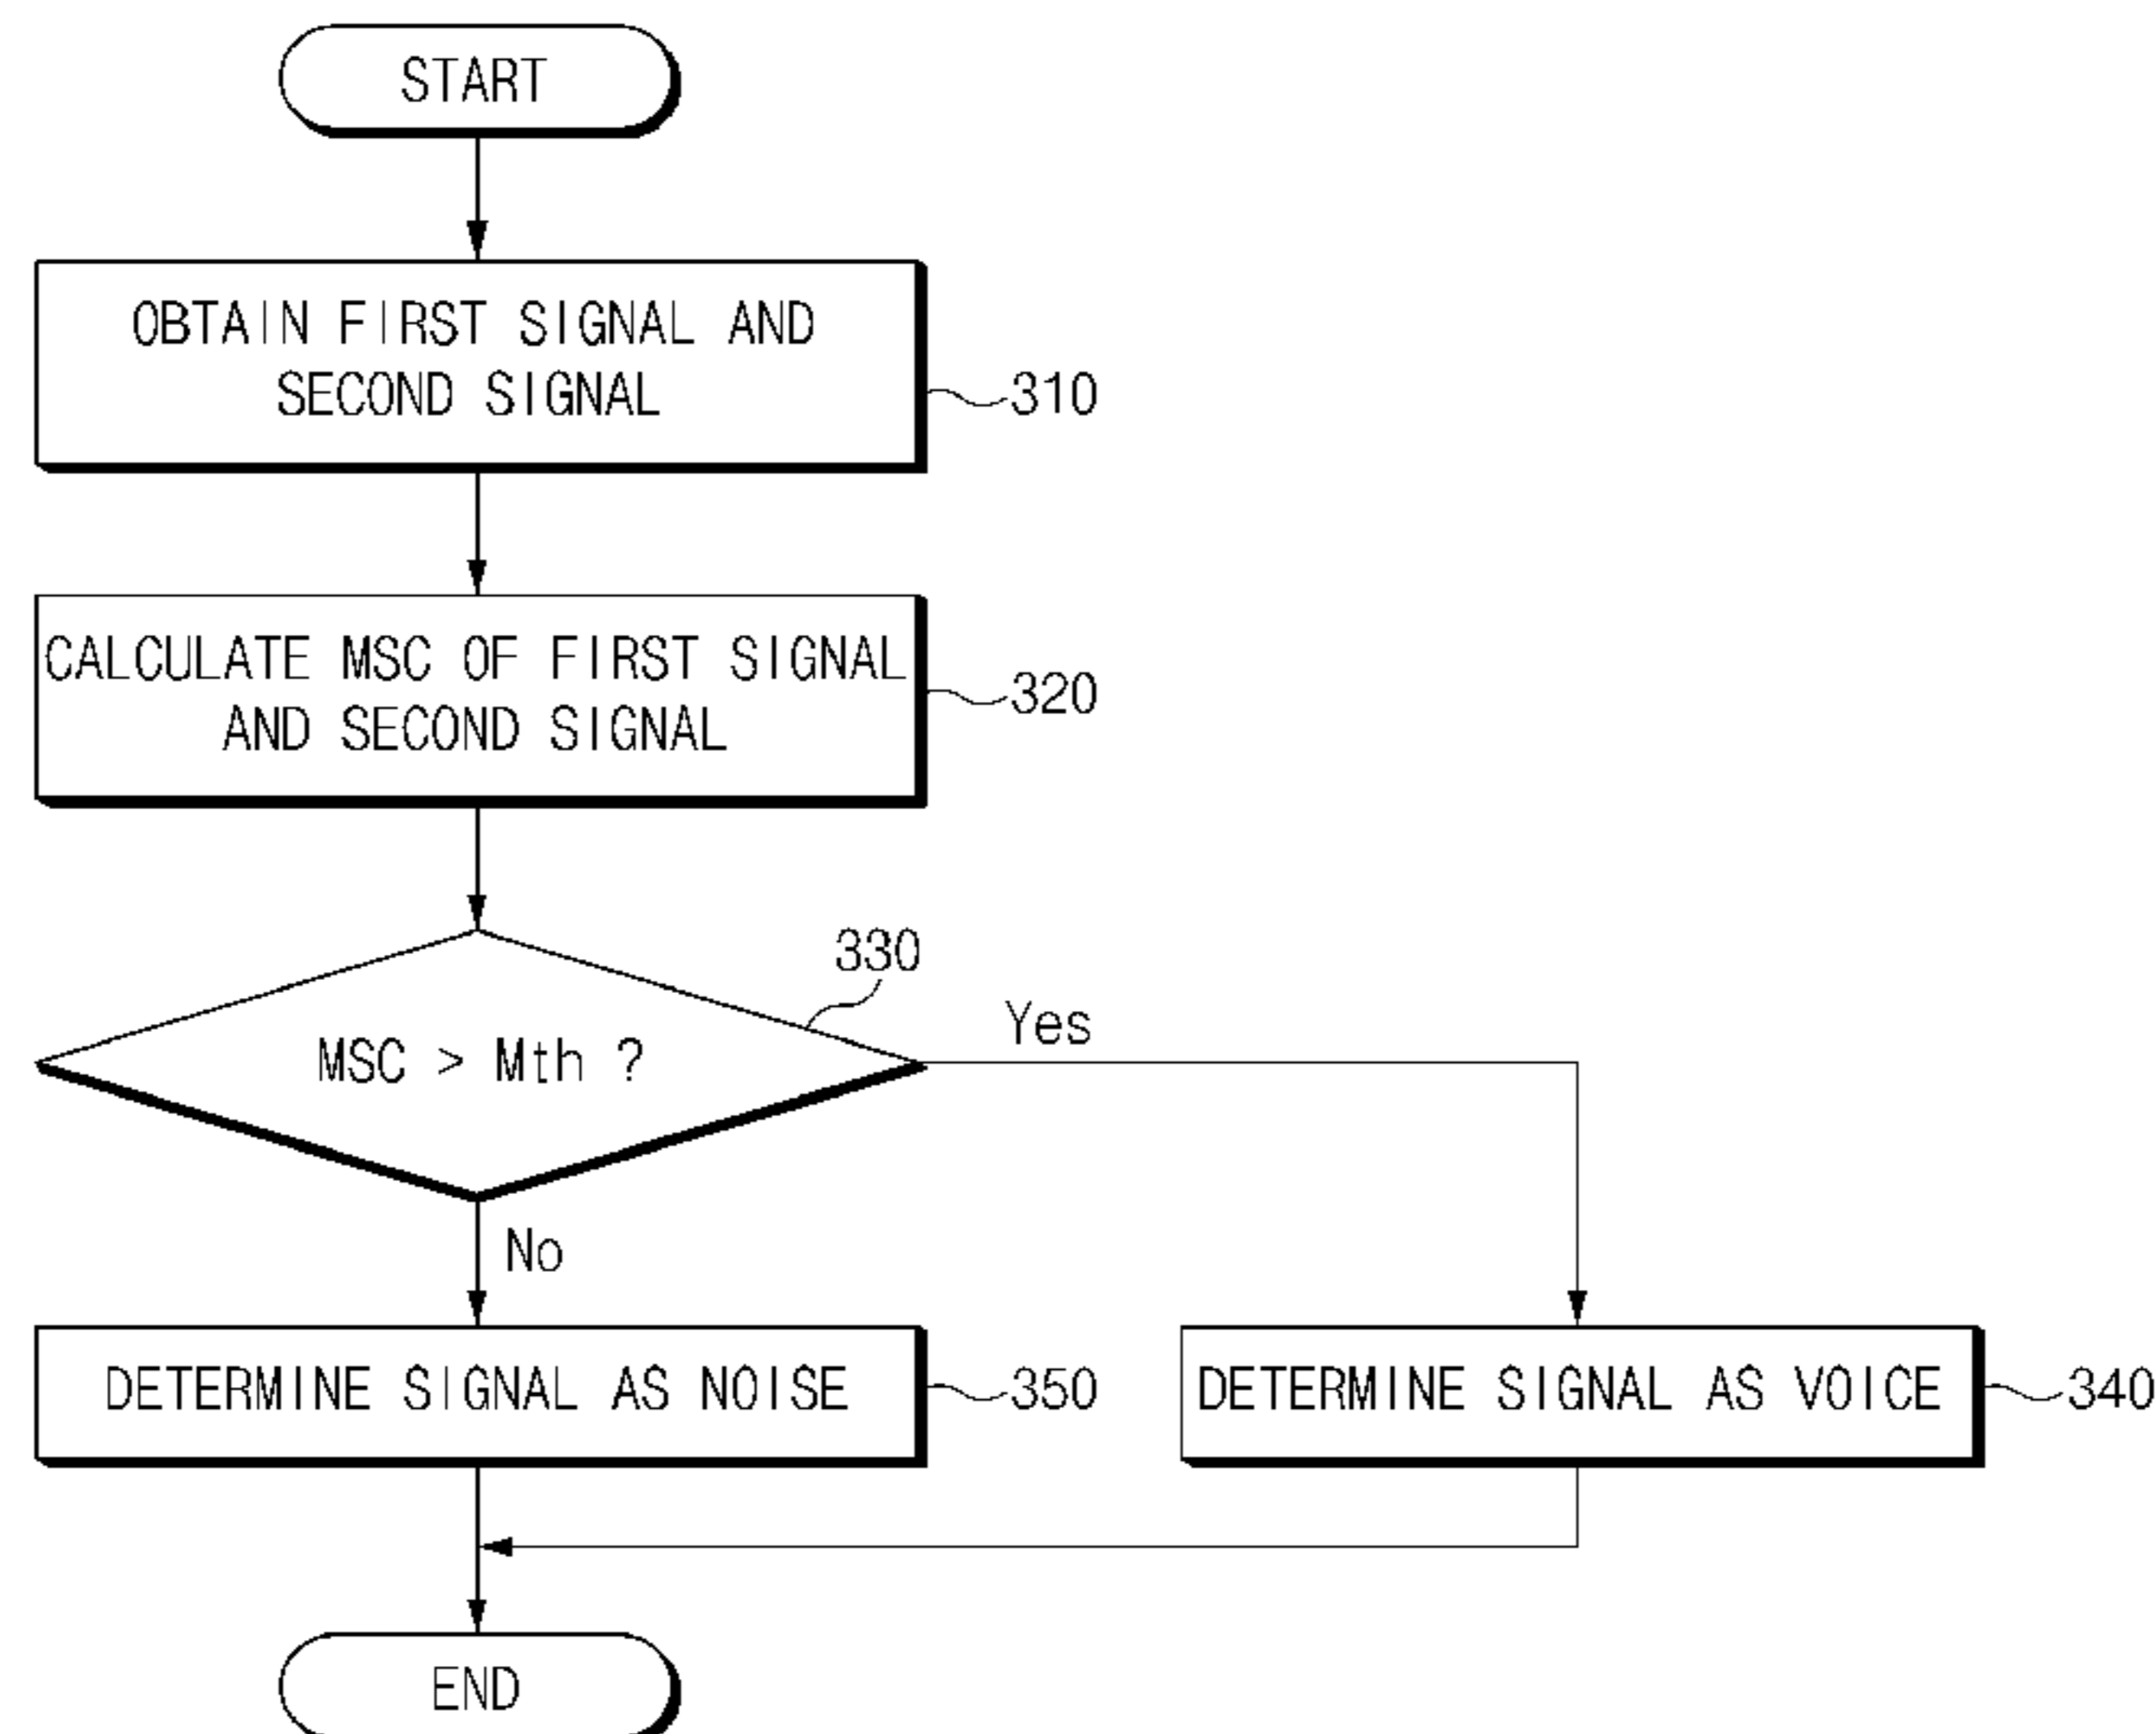 START
OBTAIN FIRST SIGNAL AND
SECOND SIGNAL
310
CALCULATE MSC OF FIRST SIGNAL
AND SECOND SIGNAL
320
330
MSC > Mth ?
Yes
No
DETERMINE SIGNAL AS NOISE
350
DETERMINE SIGNAL AS VOICE
340
END